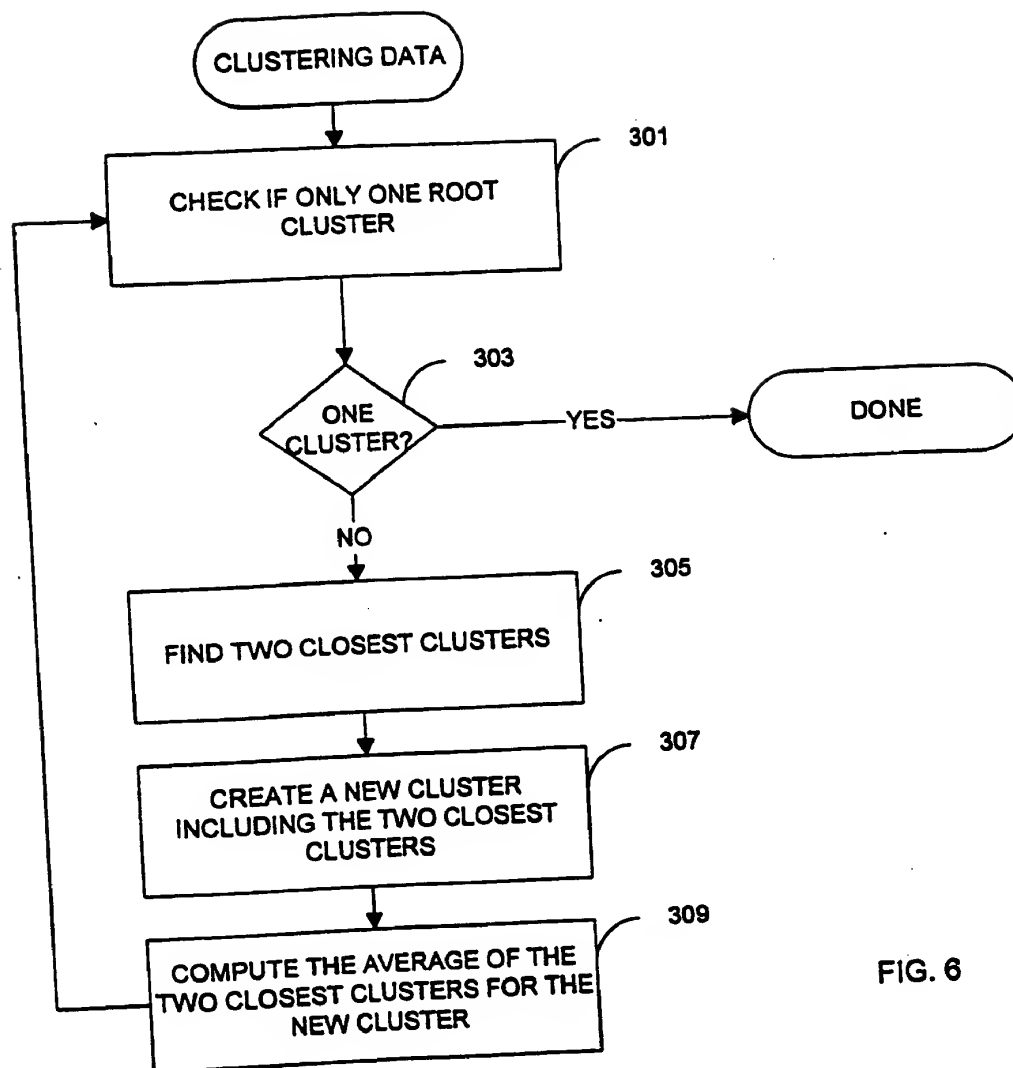 CLUSTERING DATA
301
CHECK IF ONLY ONE ROOT
CLUSTER
303
ONE
CLUSTER?
YES
DONE
NO
305
FIND TWO CLOSEST CLUSTERS
307
CREATE A NEW CLUSTER
INCLUDING THE TWO CLOSEST
CLUSTERS
309
COMPUTE THE AVERAGE OF THE
TWO CLOSEST CLUSTERS FOR THE
NEW CLUSTER
FIG. 6